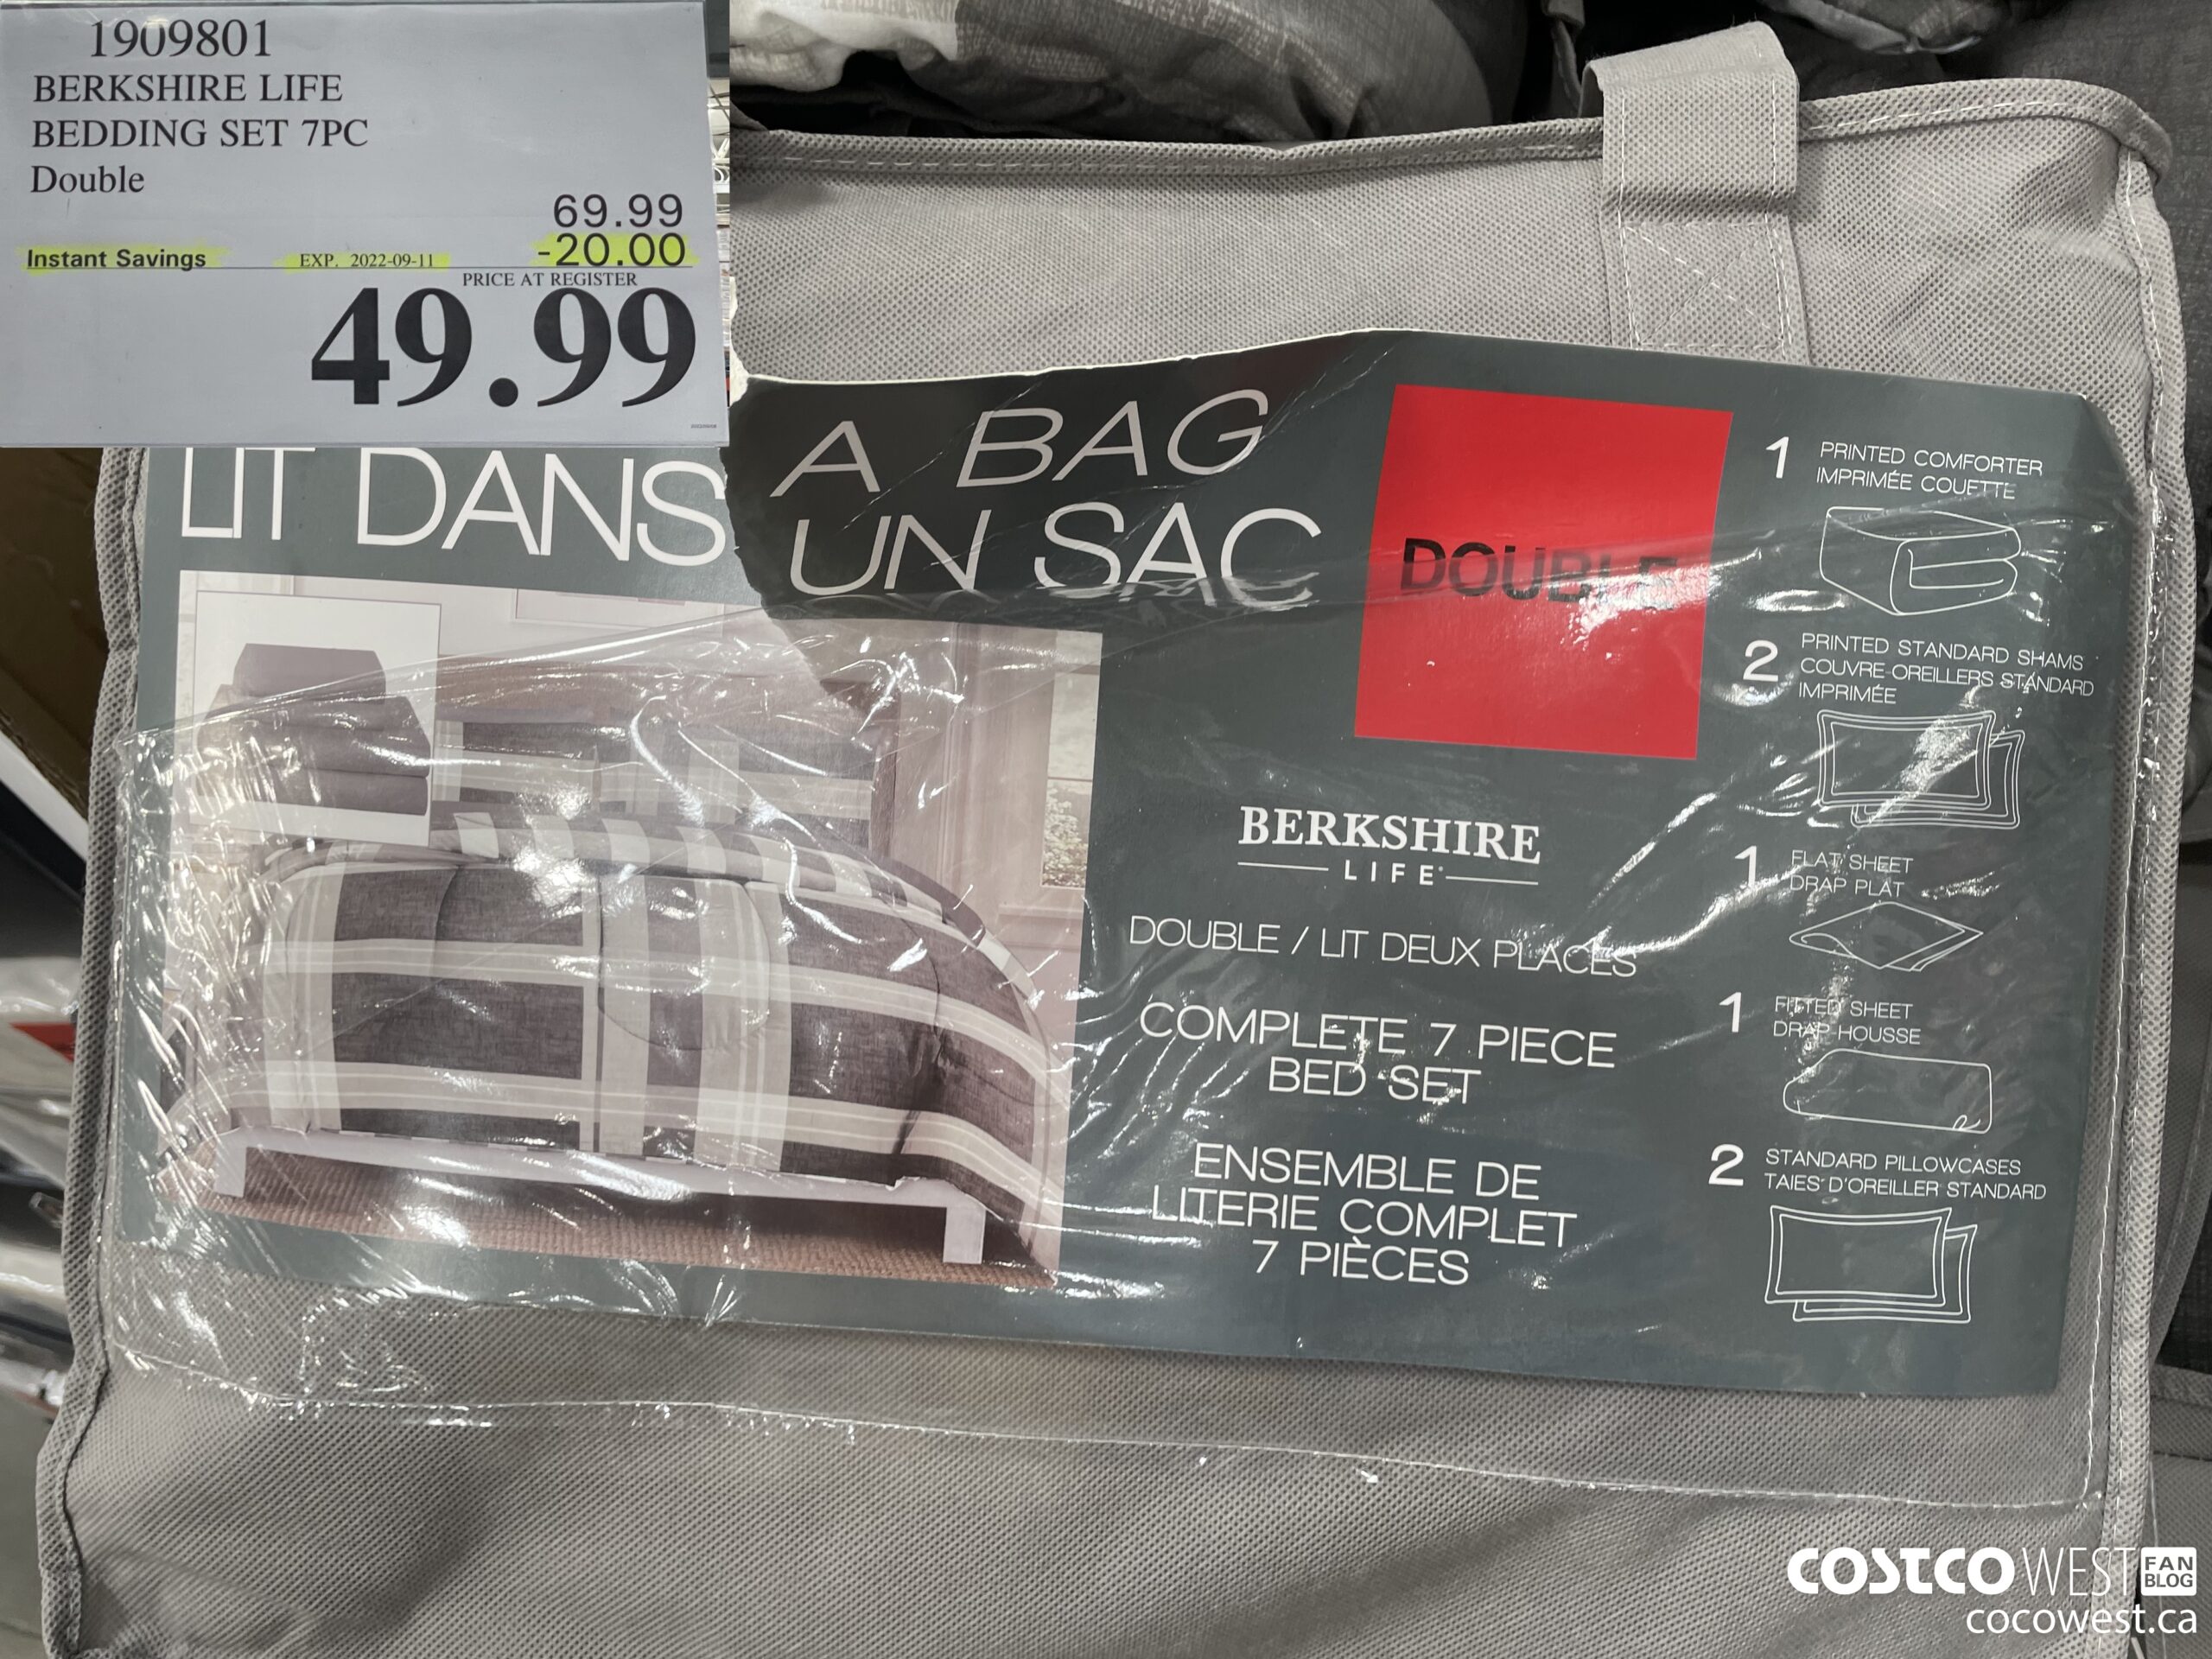 1909801
BERKSHIRE LIFE
BEDDING SET 7PC
Double
69.99
Instant Savings EXP. 2022-09-11 -20.00
PRICE AT REGISTER
49.99
A BAG
LIT DANS UN SAC
DOUBLE
BERKSHIRE
LIFE
DOUBLE / LIT DEUX PLACES
COMPLETE 7 PIECE
BED SET
ENSEMBLE DE
LITERIE COMPLET
7 PIÈCES
1 PRINTED COMFORTER
IMPRIMÉE COUETTE
2 PRINTED STANDARD SHAMS
COUVRE-OREILLERS STANDARD
IMPRIMÉE
1 FLAT SHEET
DRAP PLAT
1 FITTED SHEET
DRAP-HOUSSE
2 STANDARD PILLOWCASES
TAIES D'OREILLER STANDARD
COSTCO WEST FAN BLOG
cocowest.ca